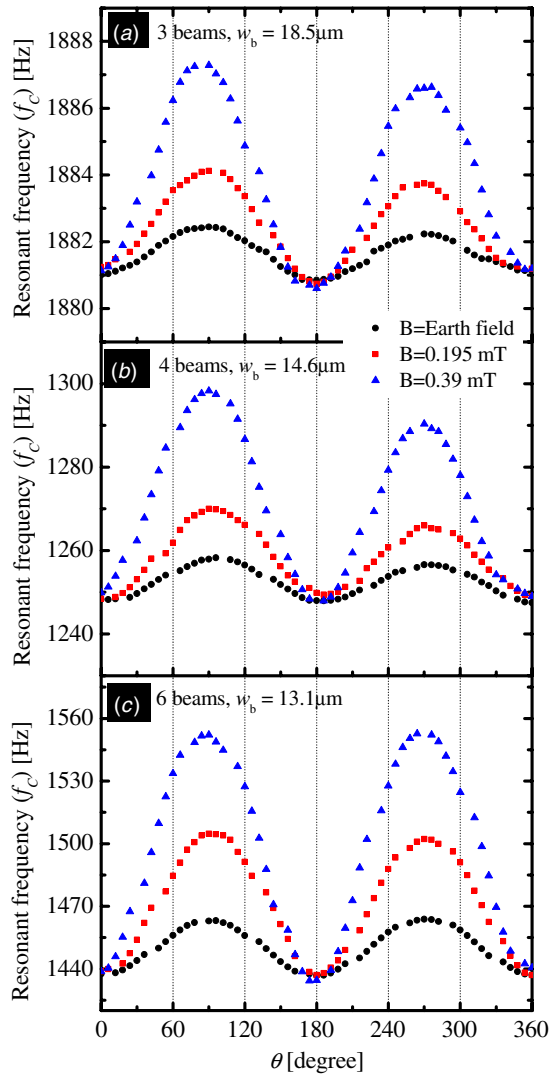 (a) 3 beams, w_b = 18.5μm
Resonant frequency (f_C) [Hz]
1888
1886
1884
1882
1880
B=Earth field
B=0.195 mT
B=0.39 mT
(b) 4 beams, w_b = 14.6μm
Resonant frequency (f_C) [Hz]
1300
1280
1260
1240
(c) 6 beams, w_b = 13.1μm
Resonant frequency (f_C) [Hz]
1560
1530
1500
1470
1440
0 60 120 180 240 300 360
θ [degree]